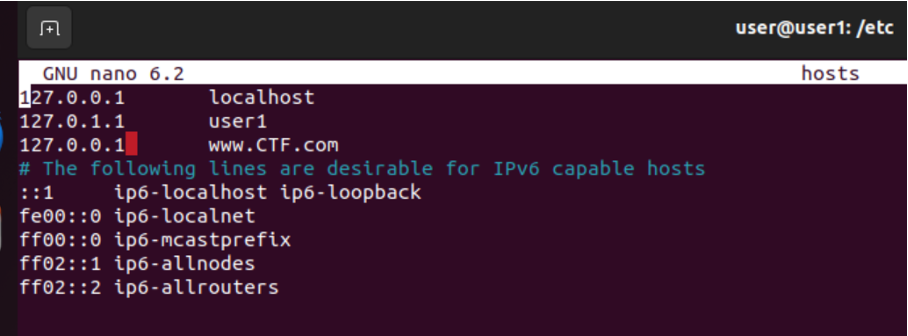 user@user1: /etc
GNU nano 6.2 hosts
127.0.0.1 localhost
127.0.1.1 user1
127.0.0.1 www.CTF.com
# The following lines are desirable for IPv6 capable hosts
::1 ip6-localhost ip6-loopback
fe00::0 ip6-localnet
ff00::0 ip6-mcastprefix
ff02::1 ip6-allnodes
ff02::2 ip6-allrouters